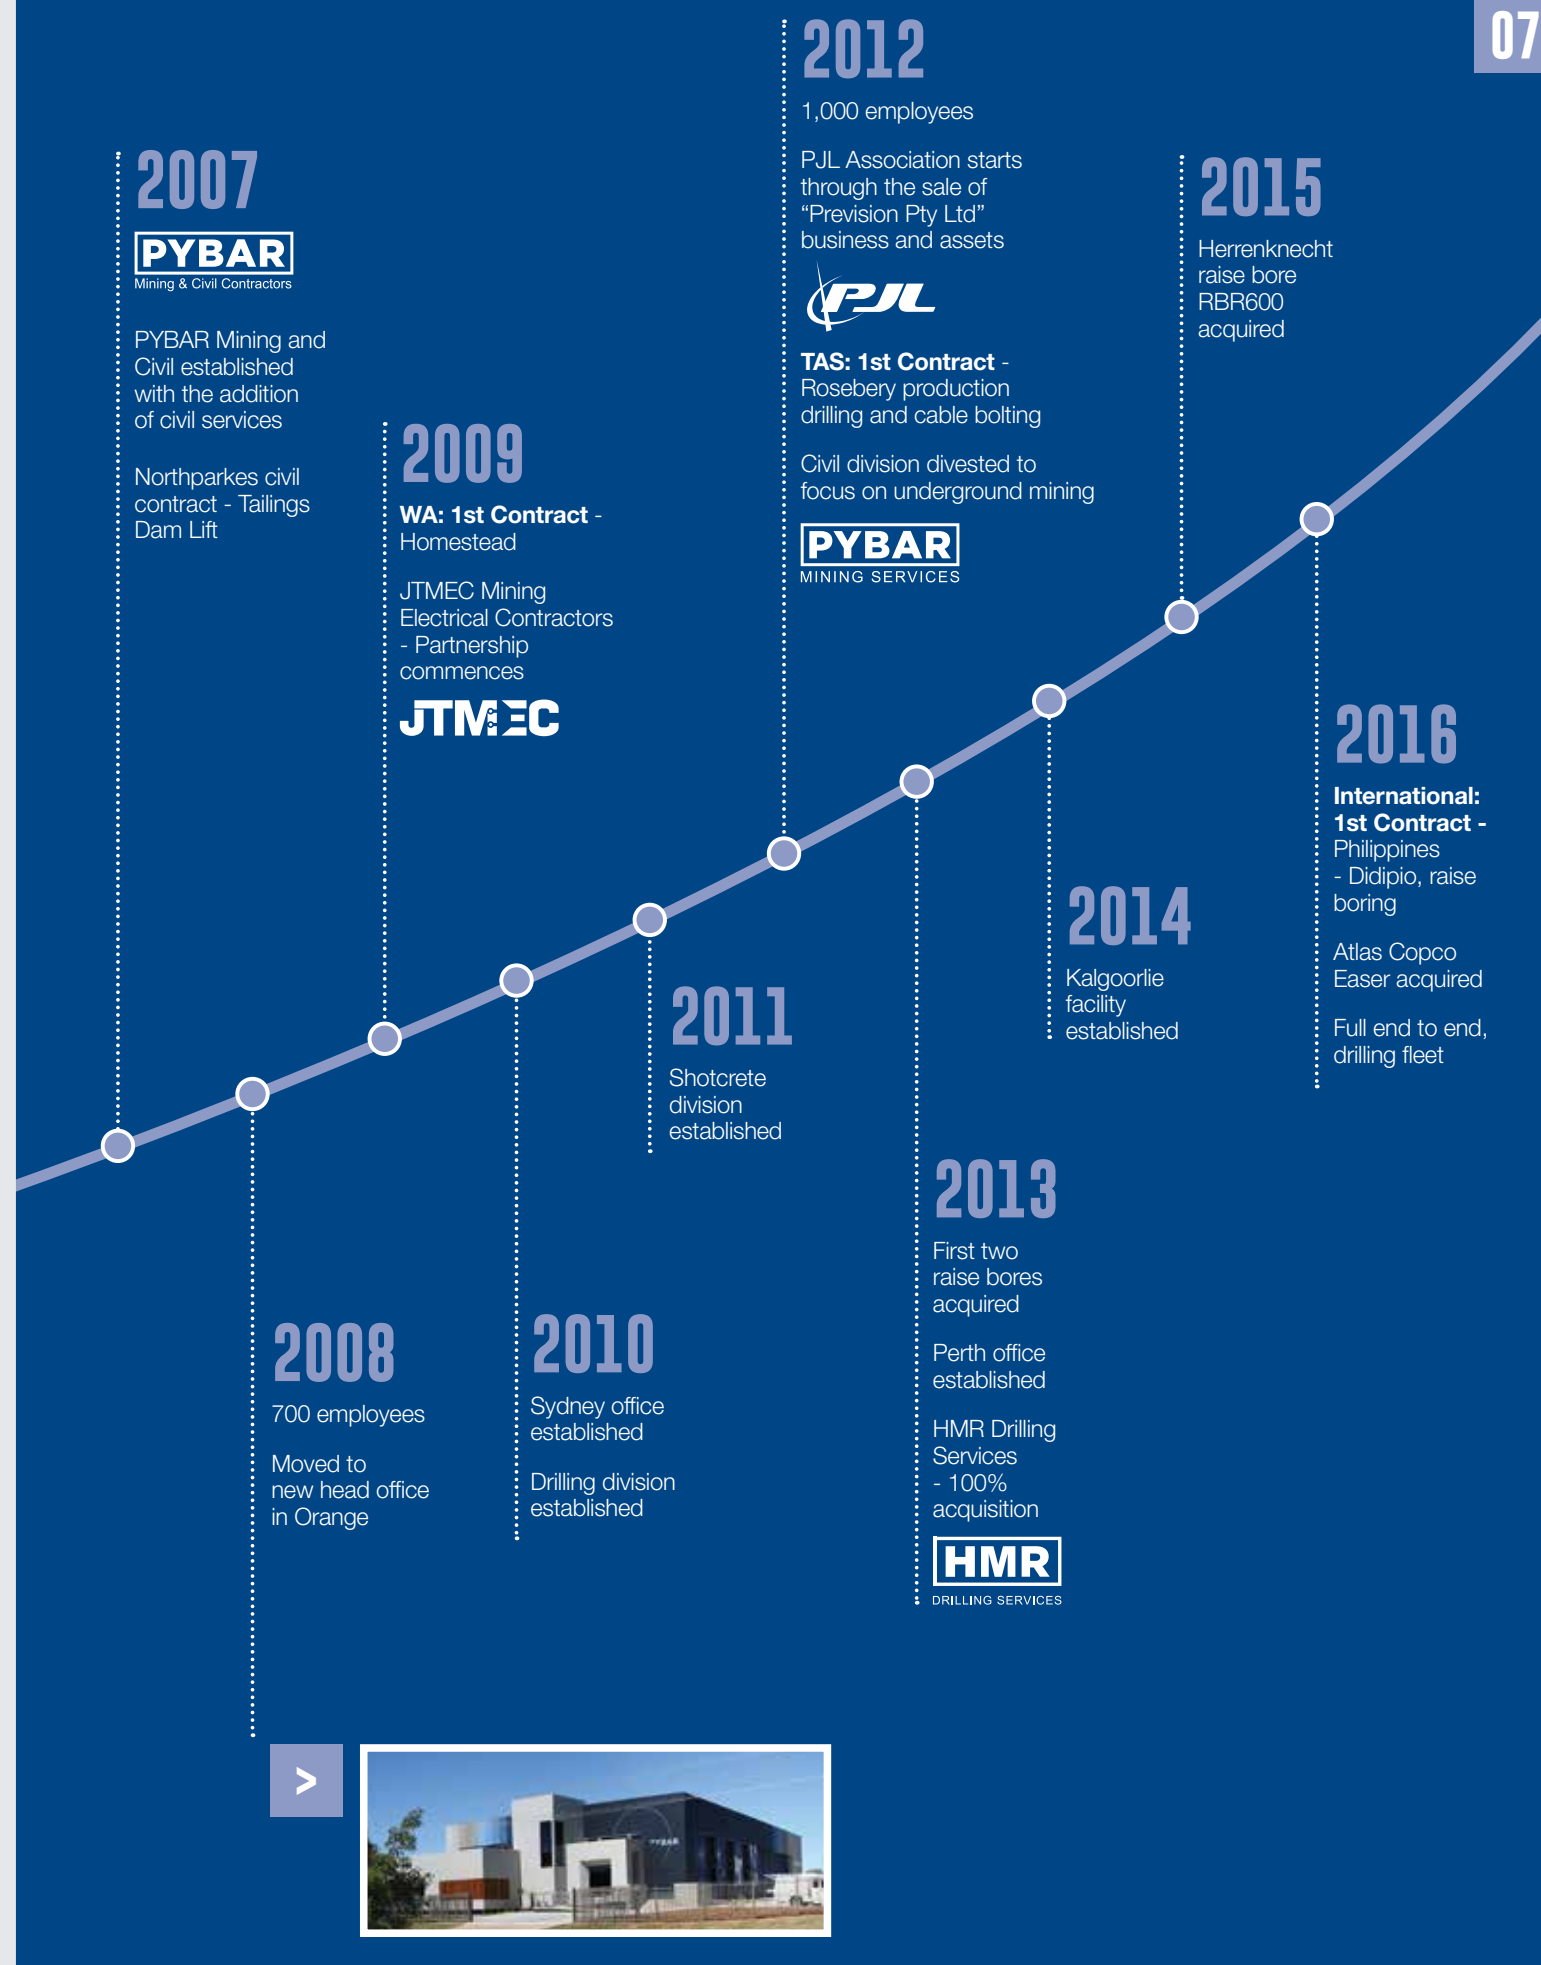 07
2007
PYBAR
Mining & Civil Contractors
PYBAR Mining and
Civil established
with the addition
of civil services
Northparkes civil
contract - Tailings
Dam Lift
2008
700 employees
Moved to
new head office
in Orange
>
PYBAR
2009
WA: 1st Contract -
Homestead
JTMEC Mining
Electrical Contractors
- Partnership
commences
JTMEC
2010
Sydney office
established
Drilling division
established
2011
Shotcrete
division
established
2012
1,000 employees
PJL Association starts
through the sale of
“Prevision Pty Ltd”
business and assets
PJL
TAS: 1st Contract -
Rosebery production
drilling and cable bolting
Civil division divested to
focus on underground mining
PYBAR
MINING SERVICES
2013
First two
raise bores
acquired
Perth office
established
HMR Drilling
Services
- 100%
acquisition
HMR
DRILLING SERVICES
2014
Kalgoorlie
facility
established
2015
Herrenknecht
raise bore
RBR600
acquired
2016
International:
1st Contract -
Philippines
- Didipio, raise
boring
Atlas Copco
Easer acquired
Full end to end,
drilling fleet